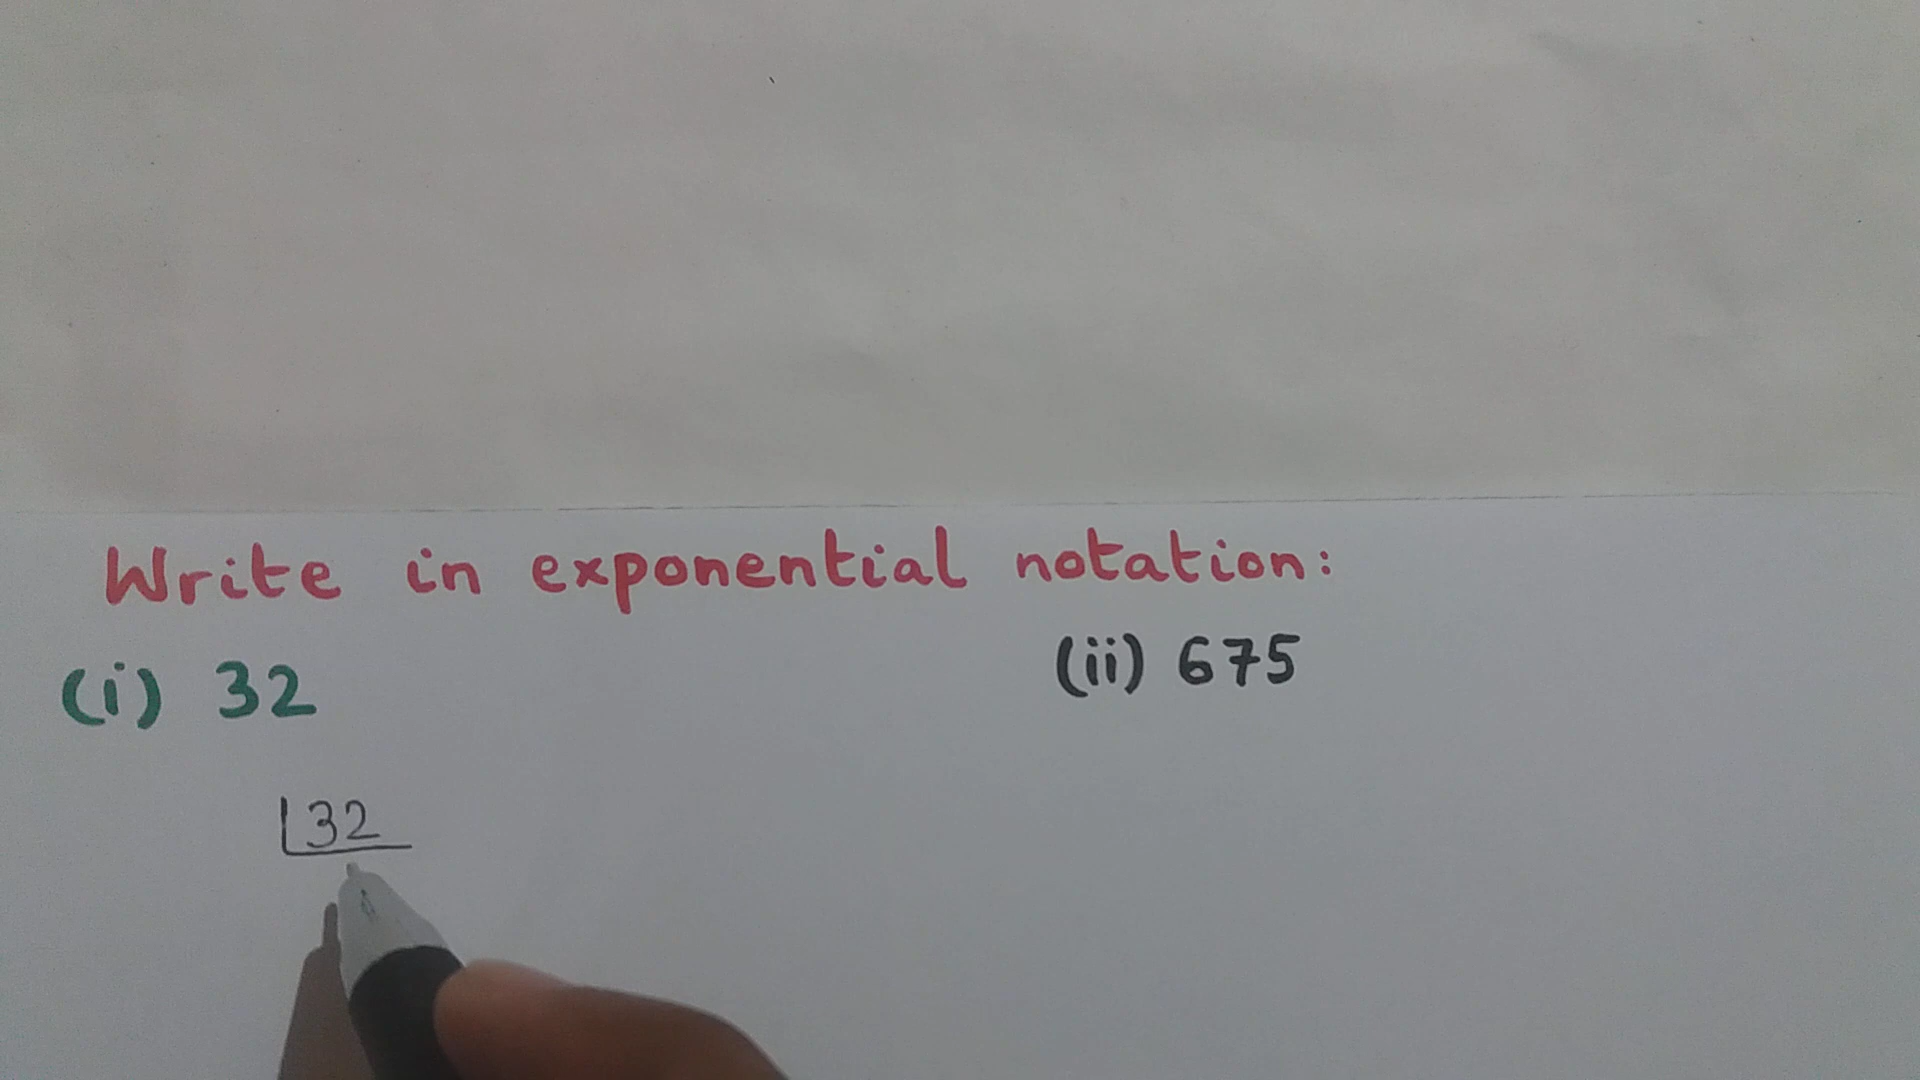 Write in exponential notation:
(i) 32
(ii) 675
32